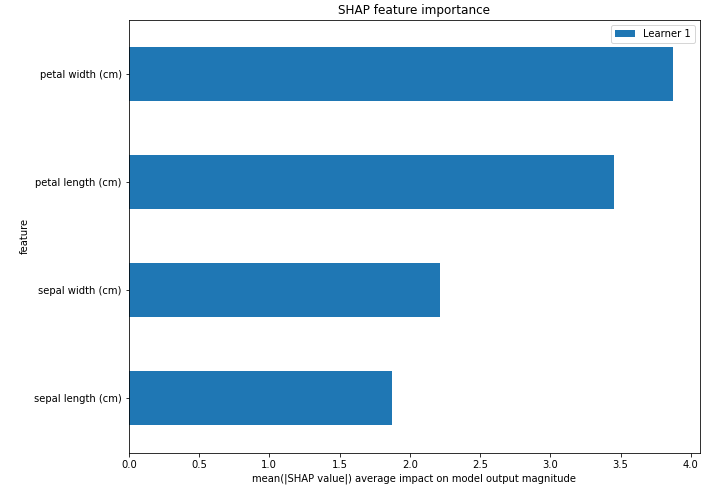 SHAP feature importance
Learner 1
petal width (cm)
petal length (cm)
sepal width (cm)
sepal length (cm)
feature
0.0 0.5 1.0 1.5 2.0 2.5 3.0 3.5 4.0
mean(|SHAP value|) average impact on model output magnitude